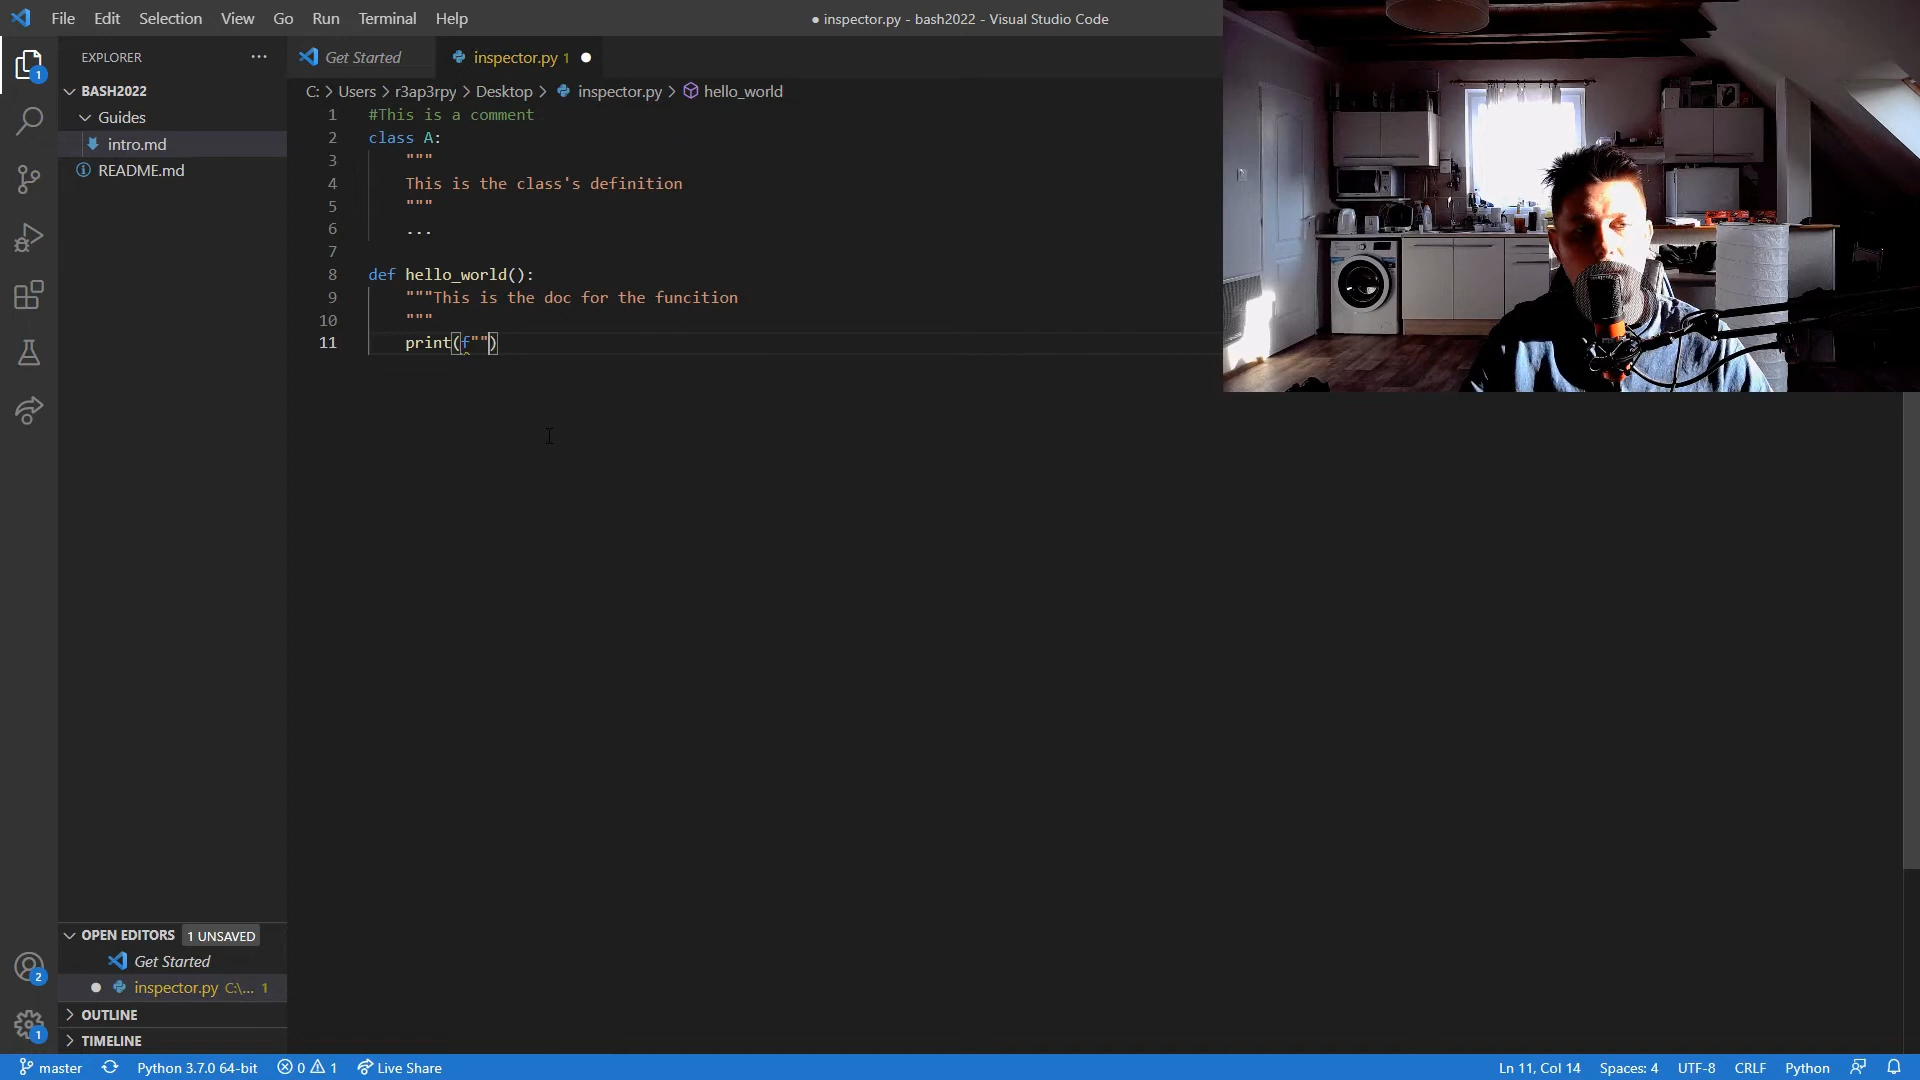 File Edit Selection View Go Run Terminal Help
● inspector.py - bash2022 - Visual Studio Code
EXPLORER ···
Get Started
inspector.py 1 ●
BASH2022
C: > Users > r3ap3rpy > Desktop > inspector.py > hello_world
Guides
intro.md
README.md
1 #This is a comment
2 class A:
3 """
4 This is the class's definition
5 """
6 ...
7
8 def hello_world():
9 """This is the doc for the funcition
10 """
11 print(f"")
1
OPEN EDITORS 1 UNSAVED
Get Started
2
● inspector.py C:\... 1
OUTLINE
1
TIMELINE
master Python 3.7.0 64-bit 0 1 Live Share
Ln 11, Col 14 Spaces: 4 UTF-8 CRLF Python